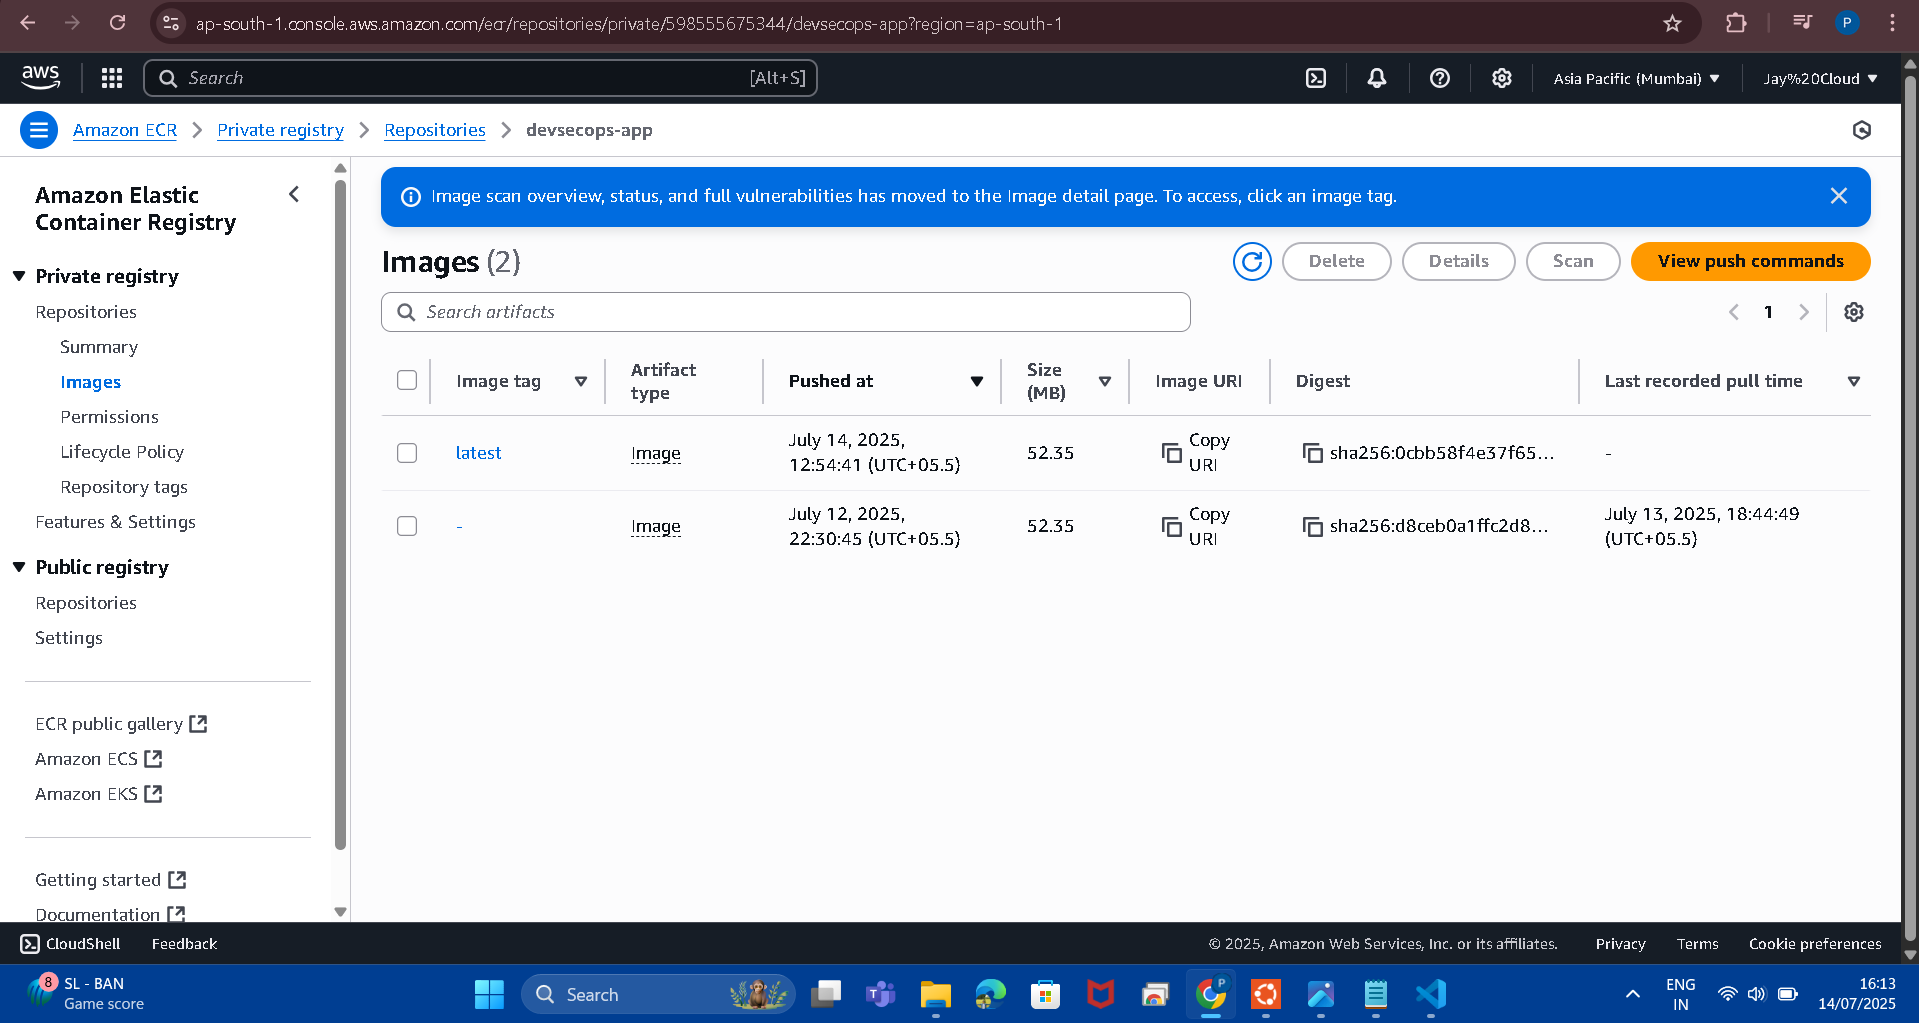 ap-south-1.console.aws.amazon.com/ecr/repositories/private/598555675344/devsecops-app?region=ap-south-1
P
aws
Search
[Alt+S]
Asia Pacific (Mumbai)
Jay%20Cloud
Amazon ECR
Private registry
Repositories
devsecops-app
Amazon Elastic
Container Registry
Private registry
Repositories
Summary
Images
Permissions
Lifecycle Policy
Repository tags
Features & Settings
Public registry
Repositories
Settings
ECR public gallery
Amazon ECS
Amazon EKS
Getting started
Documentation
Image scan overview, status, and full vulnerabilities has moved to the Image detail page. To access, click an image tag.
Images (2)
Delete
Details
Scan
View push commands
Search artifacts
1
Image tag
Artifact
type
Pushed at
Size
(MB)
Image URI
Digest
Last recorded pull time
latest
Image
July 14, 2025,
12:54:41 (UTC+05.5)
52.35
Copy
URI
sha256:0cbb58f4e37f65...
-
-
Image
July 12, 2025,
22:30:45 (UTC+05.5)
52.35
Copy
URI
sha256:d8ceb0a1ffc2d8...
July 13, 2025, 18:44:49
(UTC+05.5)
CloudShell
Feedback
© 2025, Amazon Web Services, Inc. or its affiliates.
Privacy
Terms
Cookie preferences
8
SL - BAN
Game score
Search
P
ENG
IN
16:13
14/07/2025